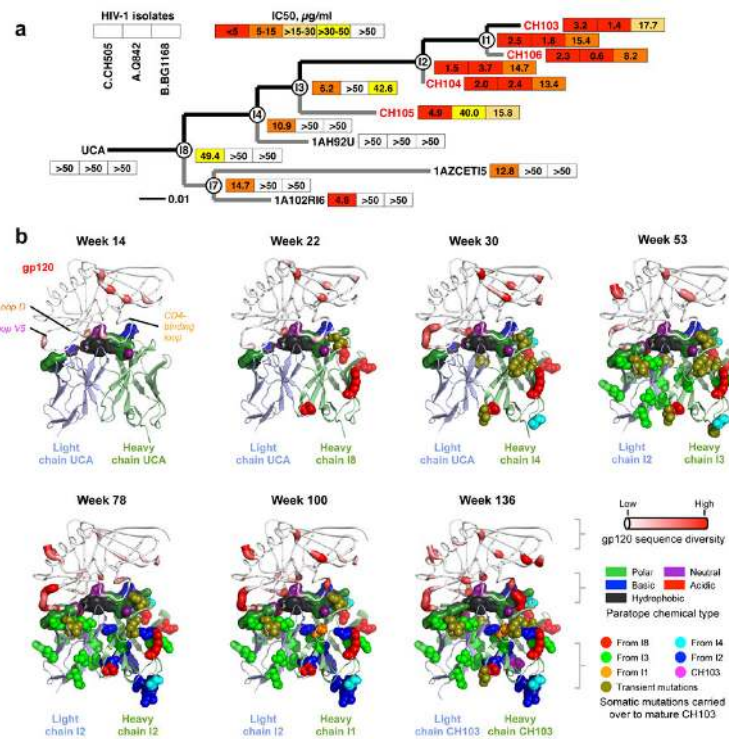 a
HIV-1 isolates
C.CH505
A.Q842
B.BG1168
IC50, µg/ml
<5 5-15 >15-30 >30-50 >50
CH103 3.2 1.4 17.7
I1 2.5 1.8 15.4
CH106 2.3 0.6 8.2
I2 1.5 3.7 14.7
CH104 2.0 2.4 13.4
I3 6.2 >50 42.6
CH105 4.9 40.0 15.8
I4 10.9 >50 >50
1AH92U >50 >50 >50
UCA
>50 >50 >50
I8 49.4 >50 >50
1AZCETI5 12.8 >50 >50
I7 14.7 >50 >50
1A102RI6 4.8 >50 >50
0.01
b
Week 14 Week 22 Week 30 Week 53
gp120
oop D
oop V5
CD4-
binding
loop
Light chain UCA Heavy chain UCA
Light chain UCA Heavy chain I8
Light chain UCA Heavy chain I4
Light chain I2 Heavy chain I3
Week 78 Week 100 Week 136
Light chain I2 Heavy chain I2
Light chain I2 Heavy chain I1
Light chain CH103 Heavy chain CH103
Low High
gp120 sequence diversity
Polar Neutral
Basic Acidic
Hydrophobic
Paratope chemical type
From I8 From I4
From I3 From I2
From I1 CH103
Transient mutations
Somatic mutations carried
over to mature CH103